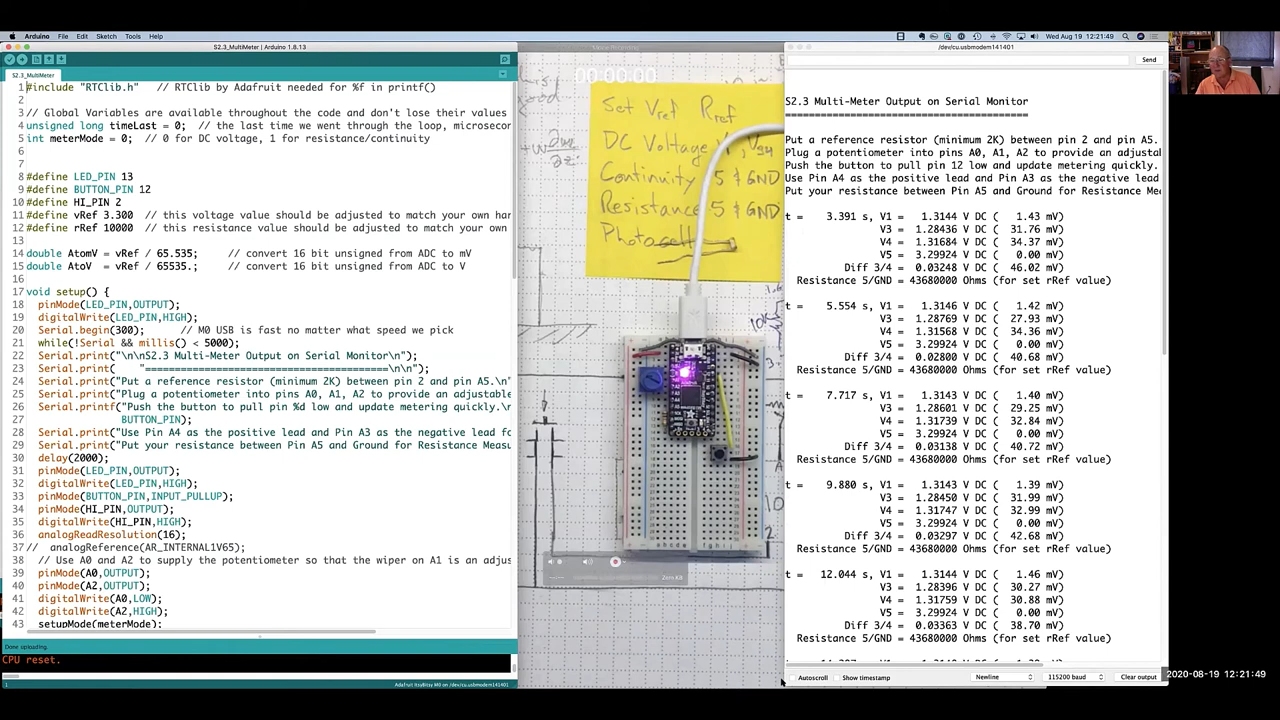 Arduino File Edit Sketch Tools Help
Wed Aug 19 12:21:49
S2.3_MultiMeter | Arduino 1.8.13
S2.3_MultiMeter
1 #include "RTClib.h" // RTClib by Adafruit needed for %f in printf()
2
3 // Global Variables are available throughout the code and don't lose their values
4 unsigned long timeLast = 0; // the last time we went through the loop, microsecor
5 int meterMode = 0; // 0 for DC voltage, 1 for resistance/continuity
6
7
8 #define LED_PIN 13
9 #define BUTTON_PIN 12
10 #define HI_PIN 2
11 #define vRef 3.300 // this voltage value should be adjusted to match your own har
12 #define rRef 10000 // this resistance value should be adjusted to match your own
13
14 double AtomV = vRef / 65.535; // convert 16 bit unsigned from ADC to mV
15 double AtoV = vRef / 65535.; // convert 16 bit unsigned from ADC to V
16
17 void setup() {
18 pinMode(LED_PIN,OUTPUT);
19 digitalWrite(LED_PIN,HIGH);
20 Serial.begin(300); // M0 USB is fast no matter what speed we pick
21 while(!Serial && millis() < 5000);
22 Serial.print("\n\nS2.3 Multi-Meter Output on Serial Monitor\n");
23 Serial.print( "=========================================\n\n");
24 Serial.print("Put a reference resistor (minimum 2K) between pin 2 and pin A5.\n"
25 Serial.print("Plug a potentiometer into pins A0, A1, A2 to provide an adjustable
26 Serial.printf("Push the button to pull pin %d low and update metering quickly.\n
27 BUTTON_PIN);
28 Serial.print("Use Pin A4 as the positive lead and Pin A3 as the negative lead fo
29 Serial.print("Put your resistance between Pin A5 and Ground for Resistance Measu
30 delay(2000);
31 pinMode(LED_PIN,OUTPUT);
32 digitalWrite(LED_PIN,HIGH);
33 pinMode(BUTTON_PIN,INPUT_PULLUP);
34 pinMode(HI_PIN,OUTPUT);
35 digitalWrite(HI_PIN,HIGH);
36 analogReadResolution(16);
37 // analogReference(AR_INTERNAL1V65);
38 // Use A0 and A2 to supply the potentiometer so that the wiper on A1 is an adjus
39 pinMode(A0,OUTPUT);
40 pinMode(A2,OUTPUT);
41 digitalWrite(A0,LOW);
42 digitalWrite(A2,HIGH);
43 setupMode(meterMode);
Done uploading.
CPU reset.
1
Adafruit ItsyBitsy M0 on /dev/cu.usbmodem141401
00:00:00
good
Set Vref Rref
DC Voltage
Continuity 5 & GND
Resistance 5 & GND
Photocell
/dev/cu.usbmodem141401
Send
S2.3 Multi-Meter Output on Serial Monitor
=========================================
Put a reference resistor (minimum 2K) between pin 2 and pin A5.
Plug a potentiometer into pins A0, A1, A2 to provide an adjustab
Push the button to pull pin 12 low and update metering quickly.
Use Pin A4 as the positive lead and Pin A3 as the negative lead
Put your resistance between Pin A5 and Ground for Resistance Mea
t = 3.391 s, V1 = 1.3144 V DC ( 1.43 mV)
V3 = 1.28436 V DC ( 31.76 mV)
V4 = 1.31684 V DC ( 34.37 mV)
V5 = 3.29924 V DC ( 0.00 mV)
Diff 3/4 = 0.03248 V DC ( 46.02 mV)
Resistance 5/GND = 43680000 Ohms (for set rRef value)
t = 5.554 s, V1 = 1.3146 V DC ( 1.42 mV)
V3 = 1.28769 V DC ( 27.93 mV)
V4 = 1.31568 V DC ( 34.36 mV)
V5 = 3.29924 V DC ( 0.00 mV)
Diff 3/4 = 0.02800 V DC ( 40.68 mV)
Resistance 5/GND = 43680000 Ohms (for set rRef value)
t = 7.717 s, V1 = 1.3143 V DC ( 1.40 mV)
V3 = 1.28601 V DC ( 29.25 mV)
V4 = 1.31739 V DC ( 32.84 mV)
V5 = 3.29924 V DC ( 0.00 mV)
Diff 3/4 = 0.03138 V DC ( 40.72 mV)
Resistance 5/GND = 43680000 Ohms (for set rRef value)
t = 9.880 s, V1 = 1.3143 V DC ( 1.39 mV)
V3 = 1.28450 V DC ( 31.99 mV)
V4 = 1.31747 V DC ( 32.99 mV)
V5 = 3.29924 V DC ( 0.00 mV)
Diff 3/4 = 0.03297 V DC ( 42.68 mV)
Resistance 5/GND = 43680000 Ohms (for set rRef value)
t = 12.044 s, V1 = 1.3144 V DC ( 1.46 mV)
V3 = 1.28396 V DC ( 30.27 mV)
V4 = 1.31759 V DC ( 30.88 mV)
V5 = 3.29924 V DC ( 0.00 mV)
Diff 3/4 = 0.03363 V DC ( 38.70 mV)
Resistance 5/GND = 43680000 Ohms (for set rRef value)
Autoscroll Show timestamp Newline 115200 baud Clear output
2020-08-19 12:21:49